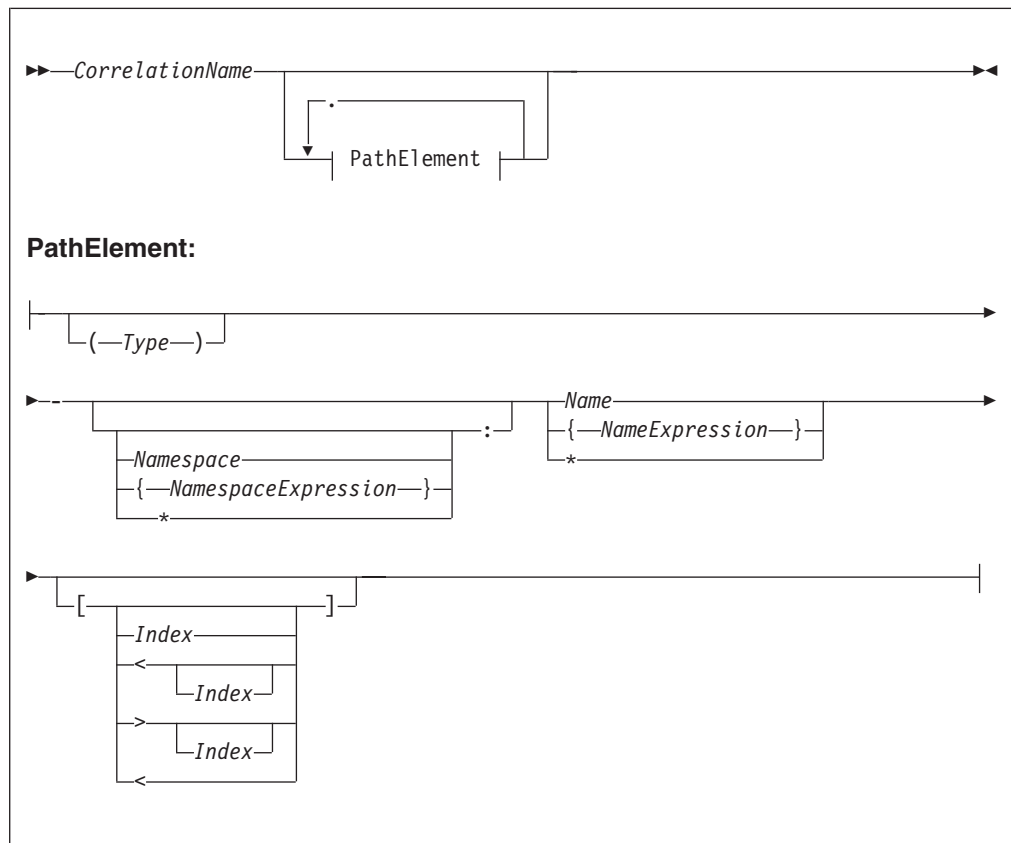 CorrelationName
.
PathElement
PathElement:
( Type )
- : Name
{ NameExpression }
Namespace *
{ NamespaceExpression }
*
[ ]
Index
<
Index
>
Index
<